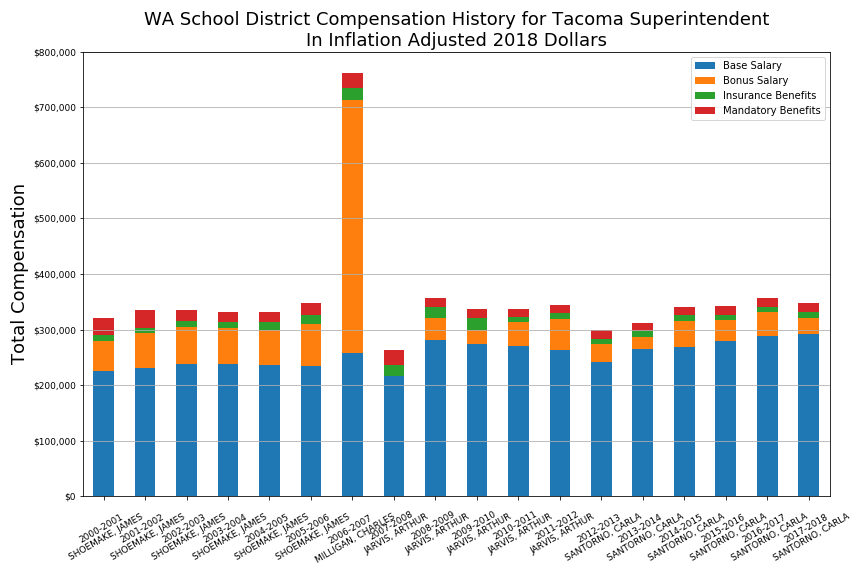 WA School District Compensation History for Tacoma Superintendent
In Inflation Adjusted 2018 Dollars
Total Compensation
$800,000
$700,000
$600,000
$500,000
$400,000
$300,000
$200,000
$100,000
$0
Base Salary
Bonus Salary
Insurance Benefits
Mandatory Benefits
2000-2001
SHOEMAKE, JAMES
2001-2002
SHOEMAKE, JAMES
2002-2003
SHOEMAKE, JAMES
2003-2004
SHOEMAKE, JAMES
2004-2005
SHOEMAKE, JAMES
2005-2006
SHOEMAKE, JAMES
2006-2007
MILLIGAN, CHARLES
2007-2008
JARVIS, ARTHUR
2008-2009
JARVIS, ARTHUR
2009-2010
JARVIS, ARTHUR
2010-2011
JARVIS, ARTHUR
2011-2012
JARVIS, ARTHUR
2012-2013
SANTORNO, CARLA
2013-2014
SANTORNO, CARLA
2014-2015
SANTORNO, CARLA
2015-2016
SANTORNO, CARLA
2016-2017
SANTORNO, CARLA
2017-2018
SANTORNO, CARLA